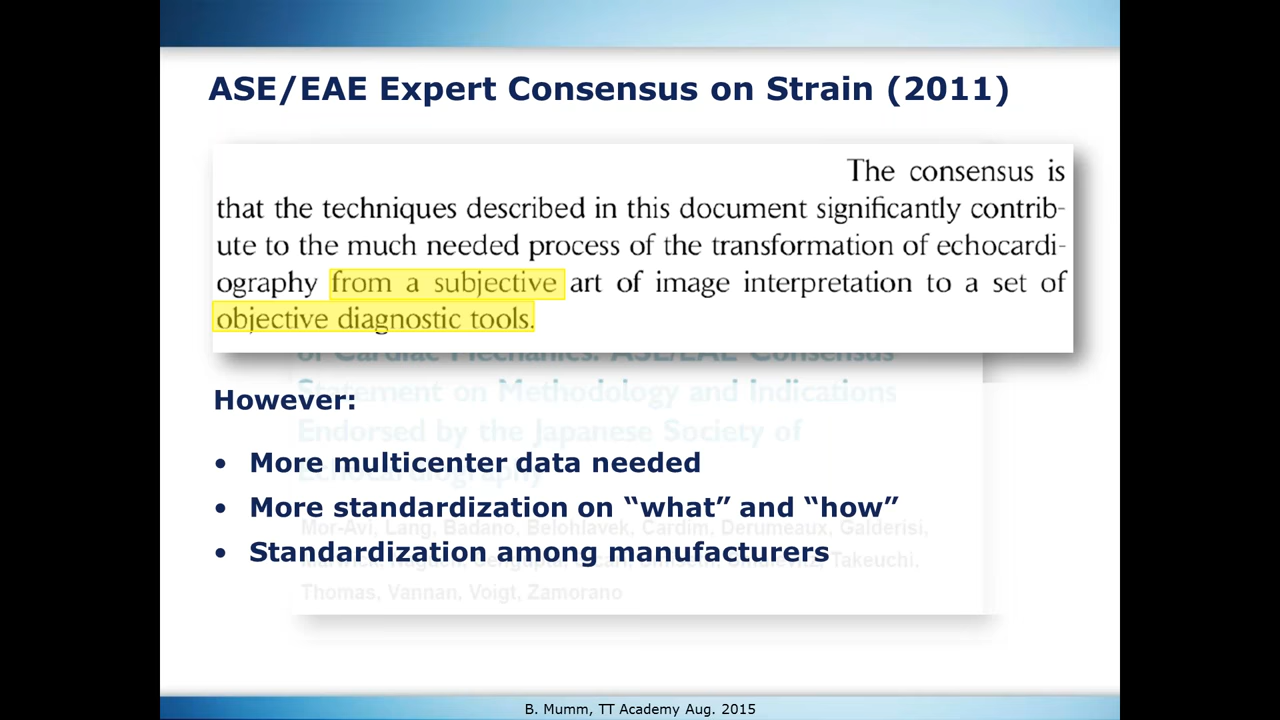 ASE/EAE Expert Consensus on Strain (2011)
The consensus is
that the techniques described in this document significantly contrib-
ute to the much needed process of the transformation of echocardi-
ography from a subjective art of image interpretation to a set of
objective diagnostic tools.
of Cardiac Mechanics: ASE/EAE Consensus
Statement on Methodology and Indications
However:
Endorsed by the Japanese Society of
• More multicenter data needed
Echocardiography
• More standardization on “what” and “how”
Mor-Avi, Lang, Badano, Belohlavek, Cardim, Derumeaux, Galderisi,
• Standardization among manufacturers
Takeuchi,
Thomas, Vannan, Voigt, Zamorano
B. Mumm, TT Academy Aug. 2015